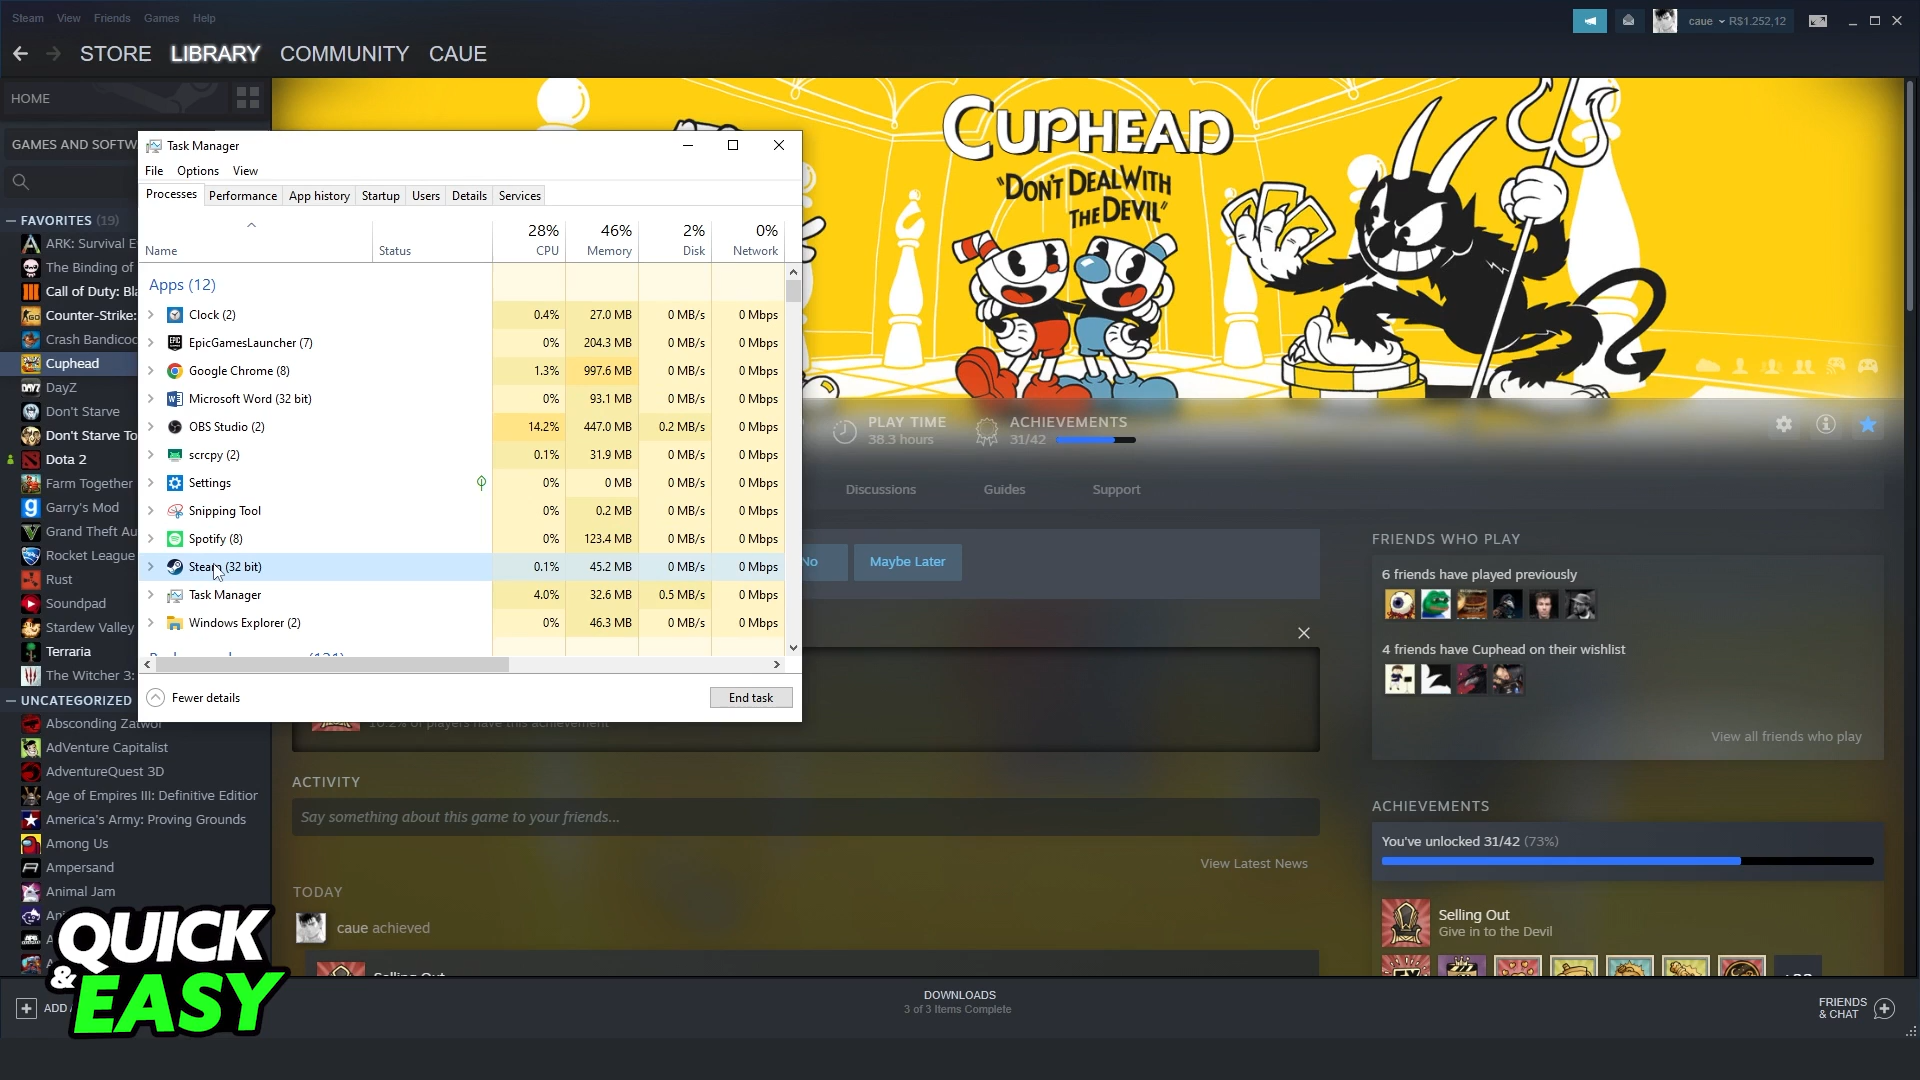 Steam View Friends Games Help
caue R$1.252,12
STORE LIBRARY COMMUNITY CAUE
HOME
GAMES AND SOFTW
FAVORITES (19)
ARK: Survival E
The Binding of
Call of Duty: Bla
Counter-Strike:
Crash Bandicoo
Cuphead
DayZ
Don't Starve
Don't Starve To
Dota 2
Farm Together
Garry's Mod
Grand Theft Au
Rocket League
Rust
Soundpad
Stardew Valley
Terraria
The Witcher 3:
UNCATEGORIZED
Absconding Zatwor
AdVenture Capitalist
AdventureQuest 3D
Age of Empires III: Definitive Edition
America's Army: Proving Grounds
Among Us
Ampersand
Animal Jam
QUICK
& EASY
Task Manager
File Options View
Processes Performance App history Startup Users Details Services
28% 46% 2% 0%
Name Status CPU Memory Disk Network
Apps (12)
Clock (2) 0.4% 27.0 MB 0 MB/s 0 Mbps
EpicGamesLauncher (7) 0% 204.3 MB 0 MB/s 0 Mbps
Google Chrome (8) 1.3% 997.6 MB 0 MB/s 0 Mbps
Microsoft Word (32 bit) 0% 93.1 MB 0 MB/s 0 Mbps
OBS Studio (2) 14.2% 447.0 MB 0.2 MB/s 0 Mbps
scrcpy (2) 0.1% 31.9 MB 0 MB/s 0 Mbps
Settings 0% 0 MB 0 MB/s 0 Mbps
Snipping Tool 0% 0.2 MB 0 MB/s 0 Mbps
Spotify (8) 0% 123.4 MB 0 MB/s 0 Mbps
Steam (32 bit) 0.1% 45.2 MB 0 MB/s 0 Mbps
Task Manager 4.0% 32.6 MB 0.5 MB/s 0 Mbps
Windows Explorer (2) 0% 46.3 MB 0 MB/s 0 Mbps
Fewer details End task
CUPHEAD
"DON'T DEAL WITH
THE DEVIL"
PLAY TIME
38.3 hours
ACHIEVEMENTS
31/42
Discussions Guides Support
No Maybe Later
of players have this achievement
ACTIVITY
Say something about this game to your friends...
View Latest News
TODAY
caue achieved
Selling Out
FRIENDS WHO PLAY
6 friends have played previously
4 friends have Cuphead on their wishlist
View all friends who play
ACHIEVEMENTS
You've unlocked 31/42 (73%)
Selling Out
Give in to the Devil
ADD
DOWNLOADS
3 of 3 Items Complete
FRIENDS
& CHAT